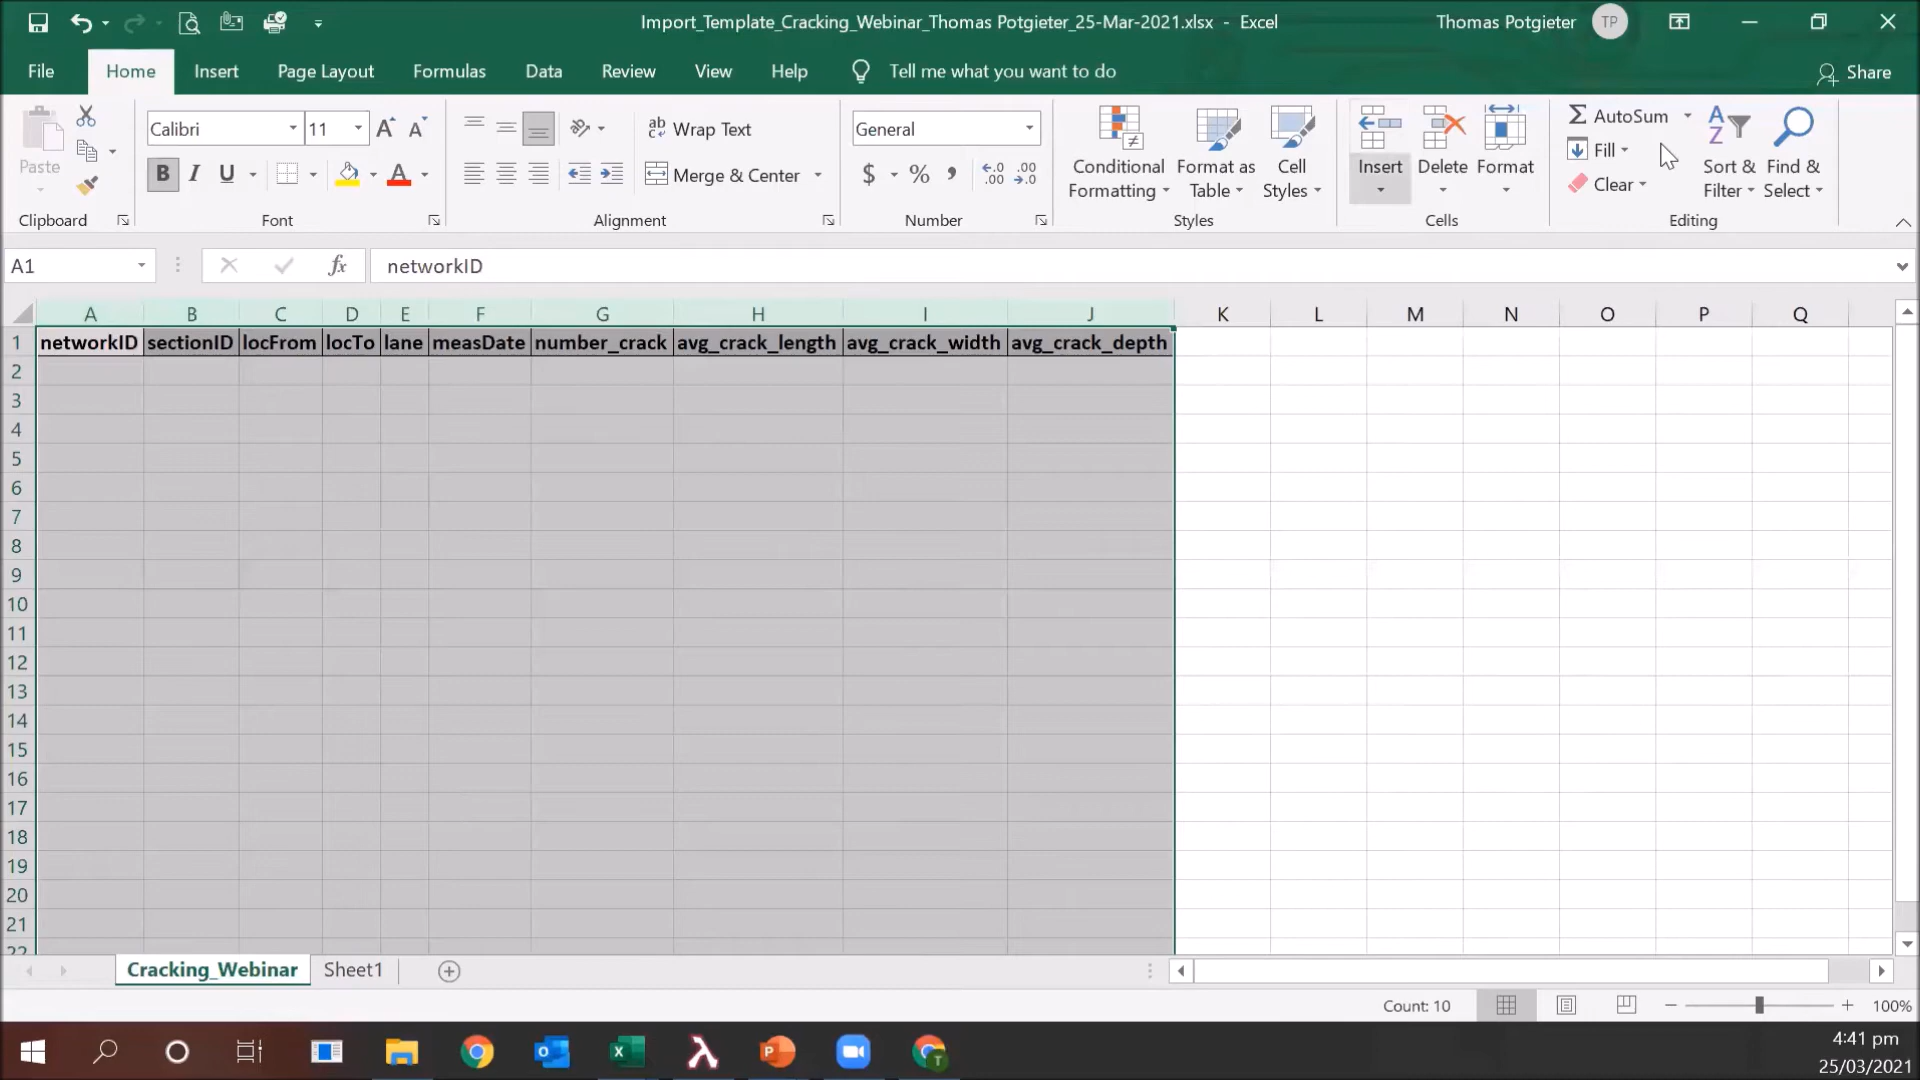 Import_Template_Cracking_Webinar_Thomas Potgieter_25-Mar-2021.xlsx - Excel
Thomas Potgieter TP
File Home Insert Page Layout Formulas Data Review View Help Tell me what you want to do Share
Paste
Clipboard
Calibri 11 A A
B I U A
Font
ab Wrap Text
Merge & Center
Alignment
General
$ % , .00 .00
Number
Conditional Formatting
Format as Table
Cell Styles
Styles
Insert Delete Format
Cells
Σ AutoSum
Fill
Clear
Sort & Filter
Find & Select
Editing
A1 fx networkID
A B C D E F G H I J K L M N O P Q
1 networkID sectionID locFrom locTo lane measDate number_crack avg_crack_length avg_crack_width avg_crack_depth
2
3
4
5
6
7
8
9
10
11
12
13
14
15
16
17
18
19
20
21
22
Cracking_Webinar Sheet1
Count: 10 100%
4:41 pm
25/03/2021